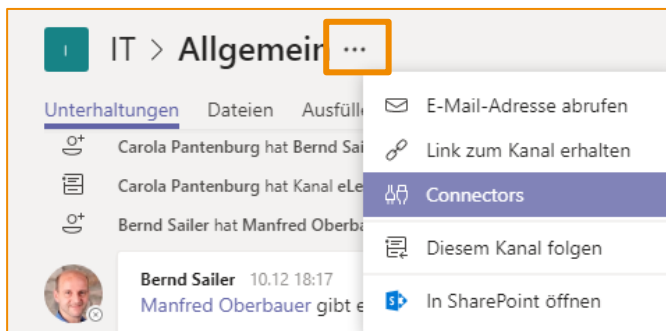 I IT > Allgemein ...
Unterhaltungen Dateien Ausfülle
Carola Pantenburg hat Bernd Sai
Carola Pantenburg hat Kanal eLe
Bernd Sailer hat Manfred Oberba
Bernd Sailer 10.12 18:17
Manfred Oberbauer gibt e
E-Mail-Adresse abrufen
Link zum Kanal erhalten
Connectors
Diesem Kanal folgen
S In SharePoint öffnen